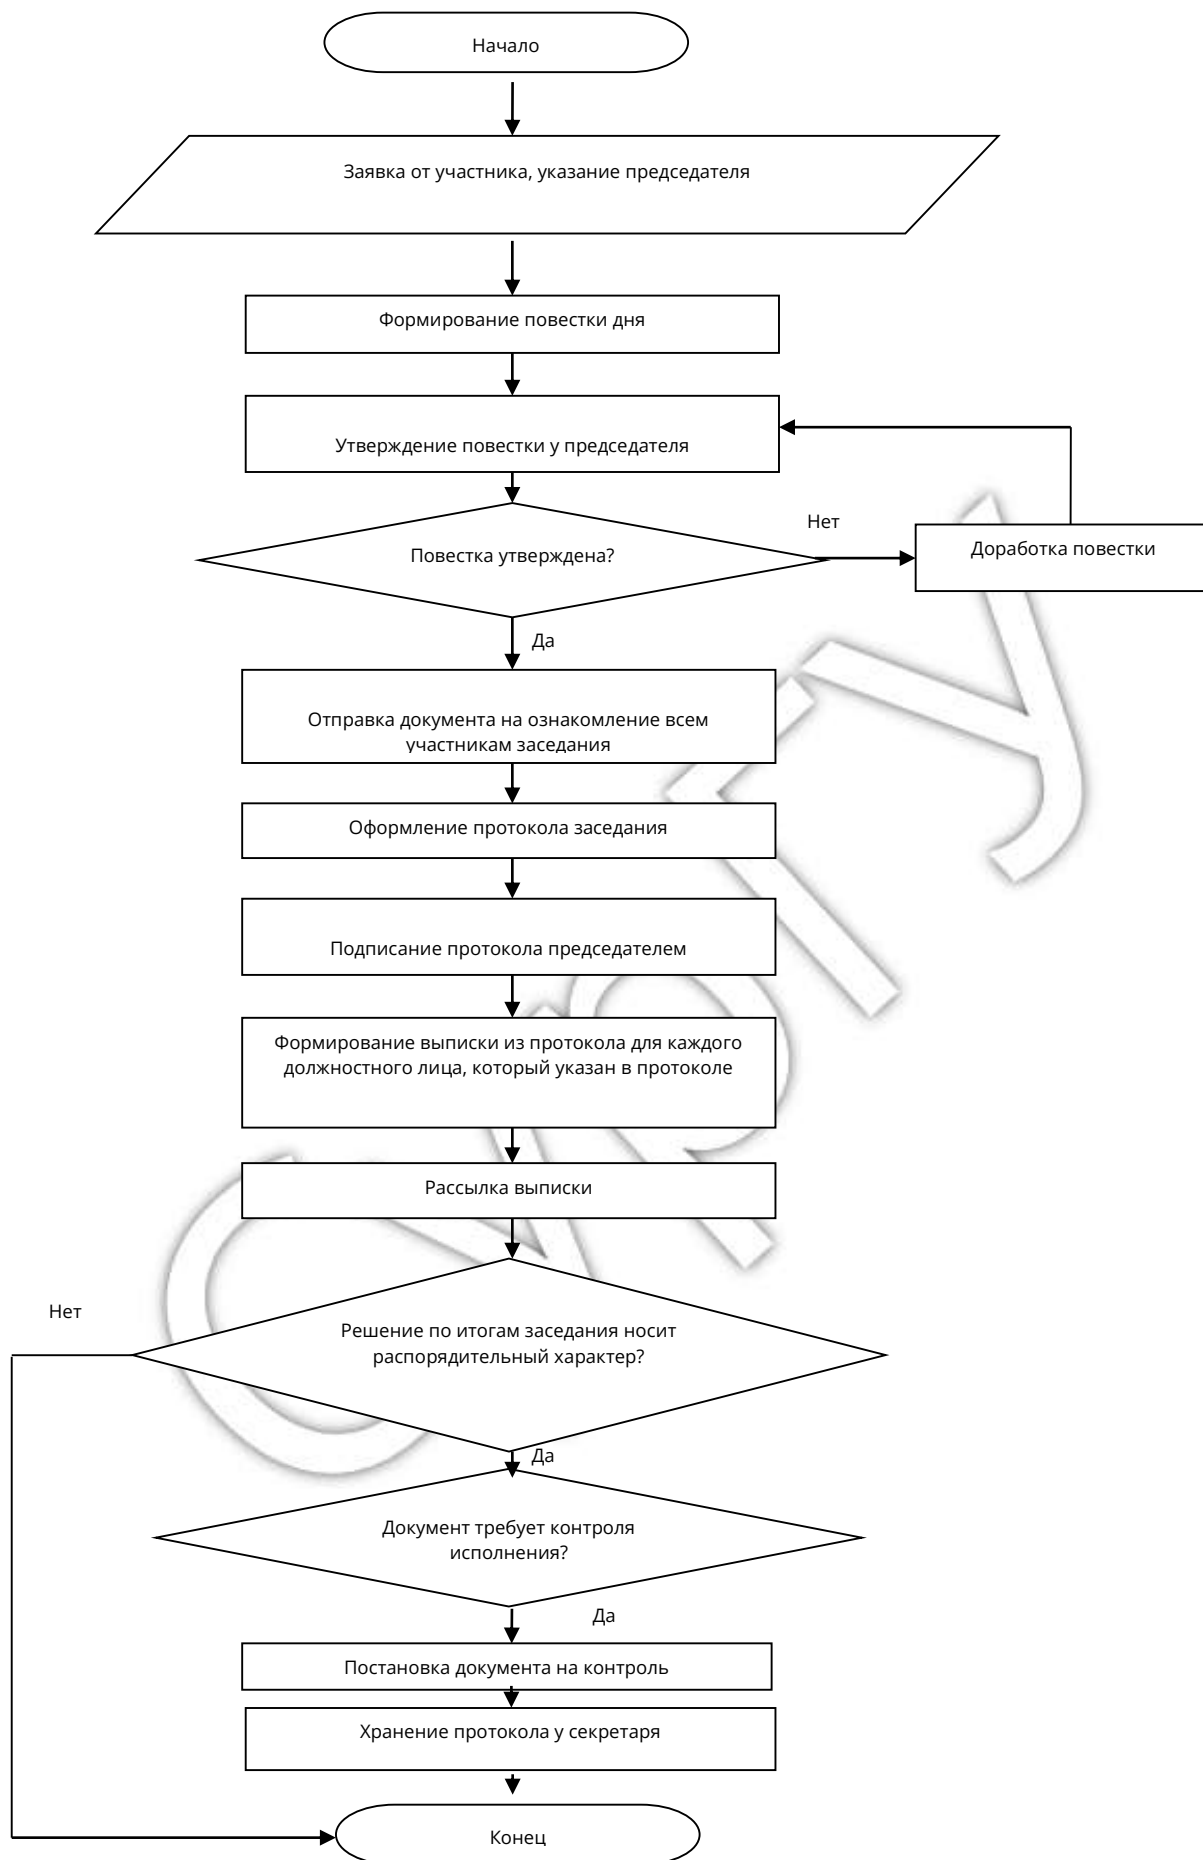 Начало
Заявка от участника, указание председателя
Формирование повестки дня
Утверждение повестки у председателя
Нет
Повестка утверждена?
Доработка повестки
Да
Отправка документа на ознакомление всем
участникам заседания
Оформление протокола заседания
Подписание протокола председателем
Формирование выписки из протокола для каждого
должностного лица, который указан в протоколе
Рассылка выписки
Нет
Решение по итогам заседания носит
распорядительный характер?
Да
Документ требует контроля
исполнения?
Да
Постановка документа на контроль
Хранение протокола у секретаря
Конец